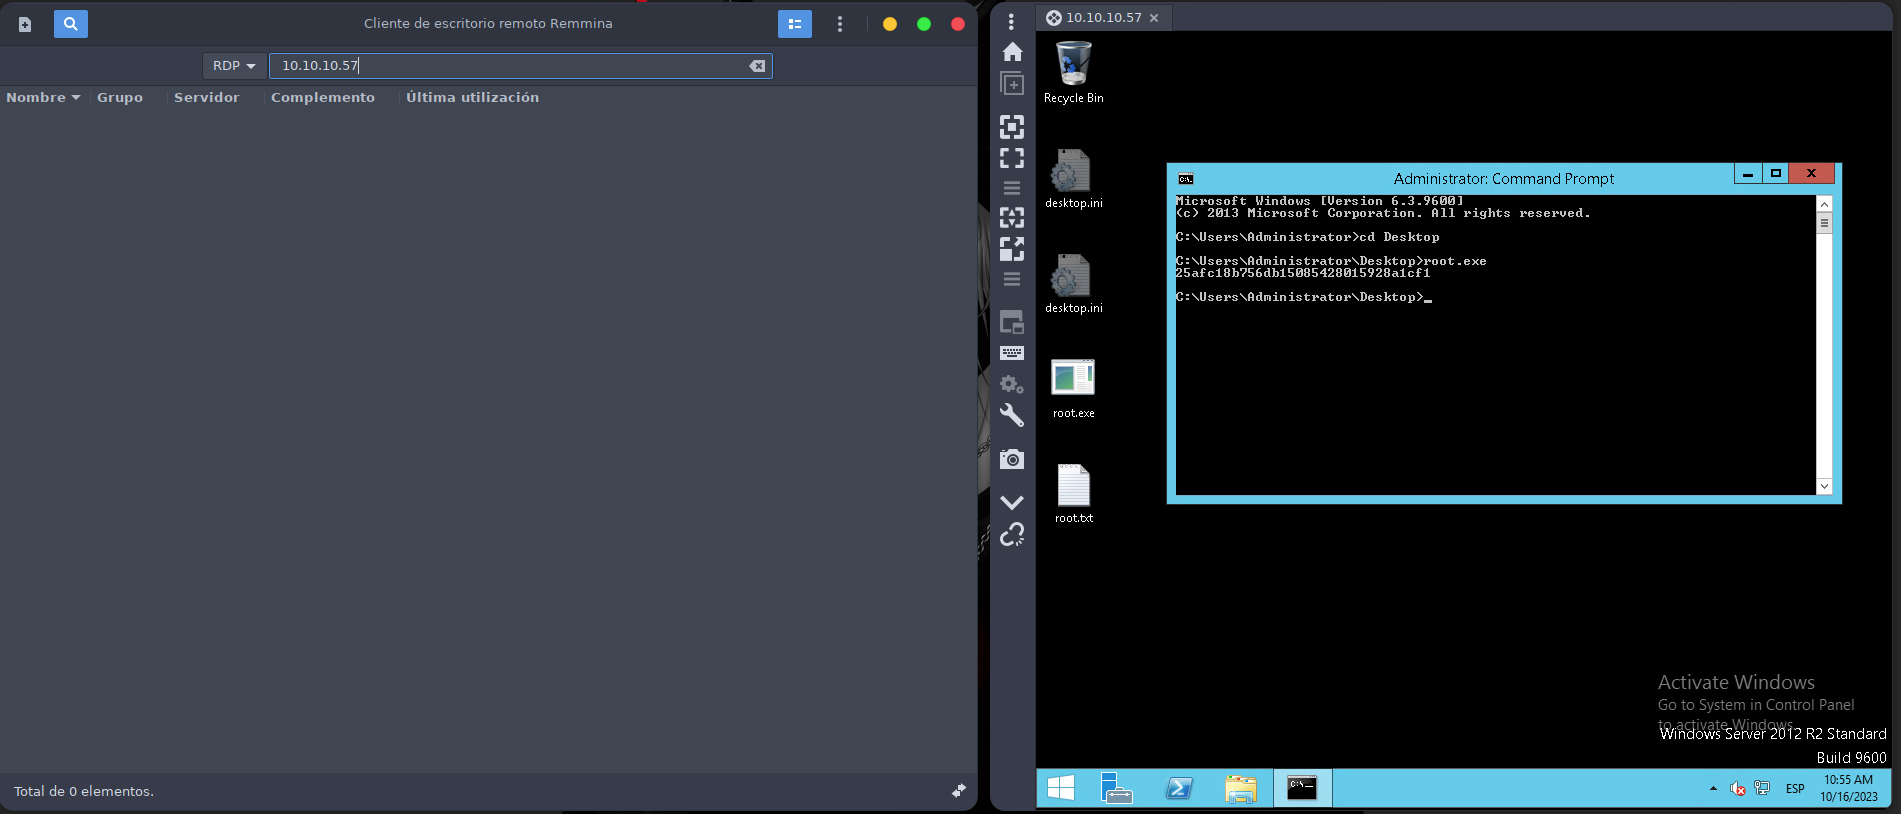 Cliente de escritorio remoto Remmina
RDP
10.10.10.57
Nombre Grupo Servidor Complemento Última utilización
Total de 0 elementos.
10.10.10.57
Recycle Bin
desktop.ini
desktop.ini
root.exe
root.txt
Administrator: Command Prompt
Microsoft Windows [Version 6.3.9600]
(c) 2013 Microsoft Corporation. All rights reserved.
C:\Users\Administrator>cd Desktop
C:\Users\Administrator\Desktop>root.exe
25afc18b756db15085428015928a1cf1
C:\Users\Administrator\Desktop>_
Activate Windows
Go to System in Control Panel
to activate Windows.
Windows Server 2012 R2 Standard
Build 9600
ESP
10:55 AM
10/16/2023